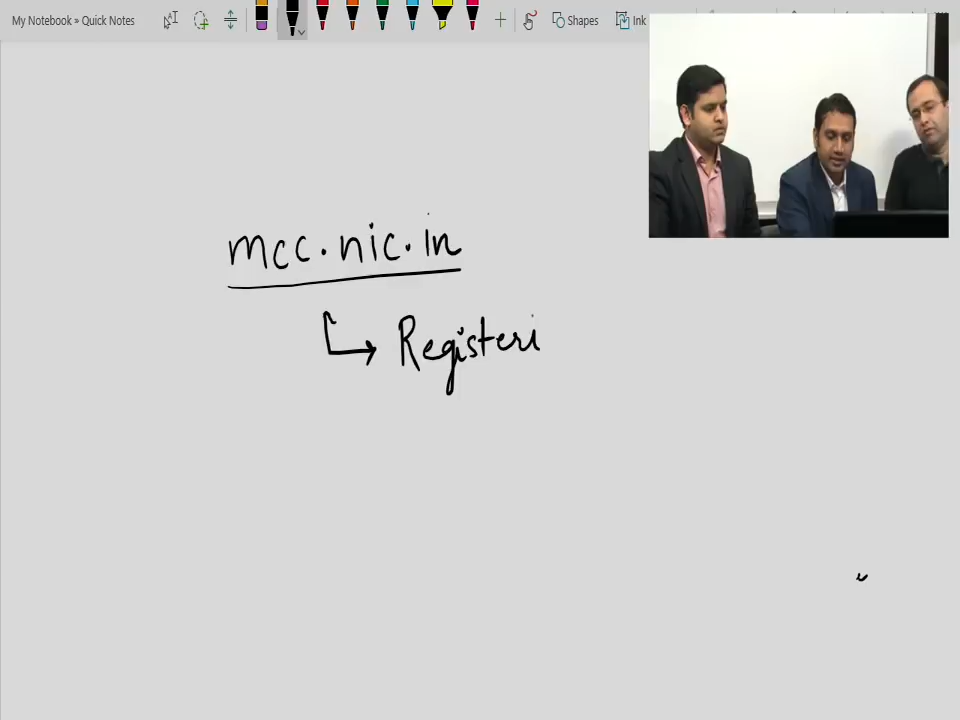 My Notebook » Quick Notes
Shapes
Ink
mcc.nic.in
Registeri